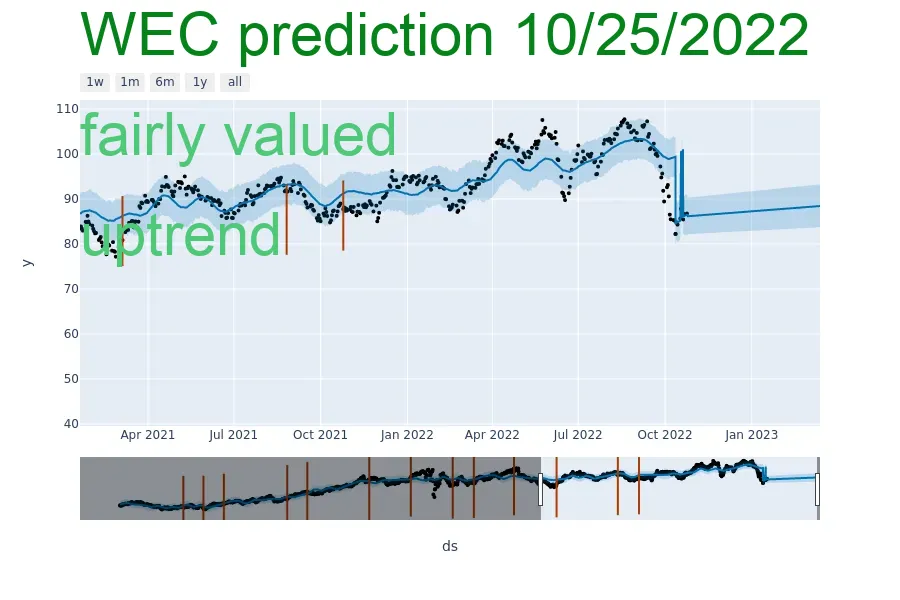 WEC prediction 10/25/2022
1w 1m 6m 1y all
fairly valued
uptrend
110
100
90
80
70
60
50
40
y
Apr 2021 Jul 2021 Oct 2021 Jan 2022 Apr 2022 Jul 2022 Oct 2022 Jan 2023
ds